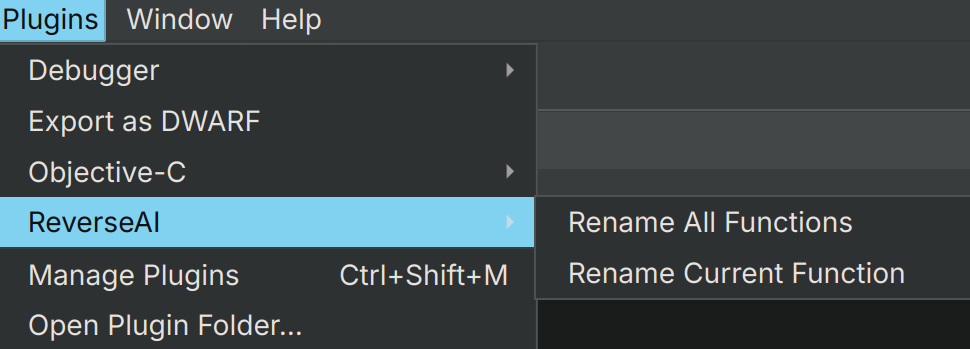 Plugins Window Help
Debugger
Export as DWARF
Objective-C
ReverseAI
Rename All Functions
Rename Current Function
Manage Plugins Ctrl+Shift+M
Open Plugin Folder...